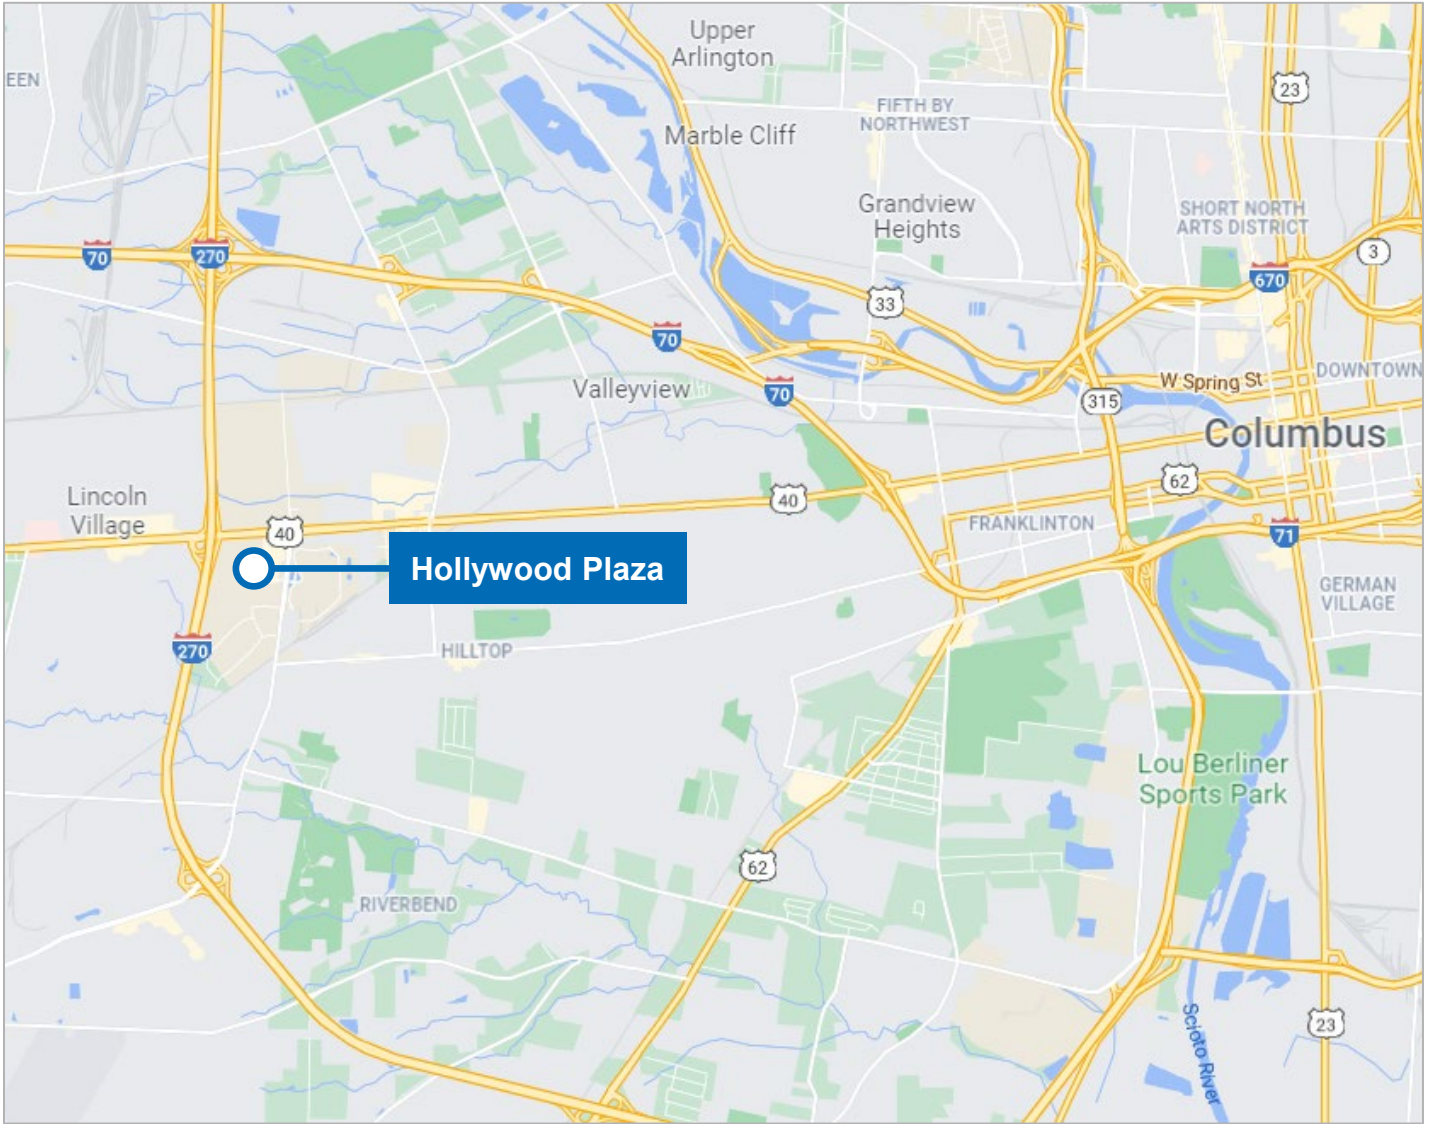 Upper
Arlington
23
EEN
FIFTH BY
NORTHWEST
Marble Cliff
Grandview
Heights
SHORT NORTH
ARTS DISTRICT
3
70
270
670
33
70
DOWNTOWN
W Spring St
Valleyview
70
315
Columbus
62
Lincoln
Village
40
40
FRANKLINTON
71
Hollywood Plaza
GERMAN
VILLAGE
270
HILLTOP
Lou Berliner
Sports Park
62
RIVERBEND
Scioto River
23